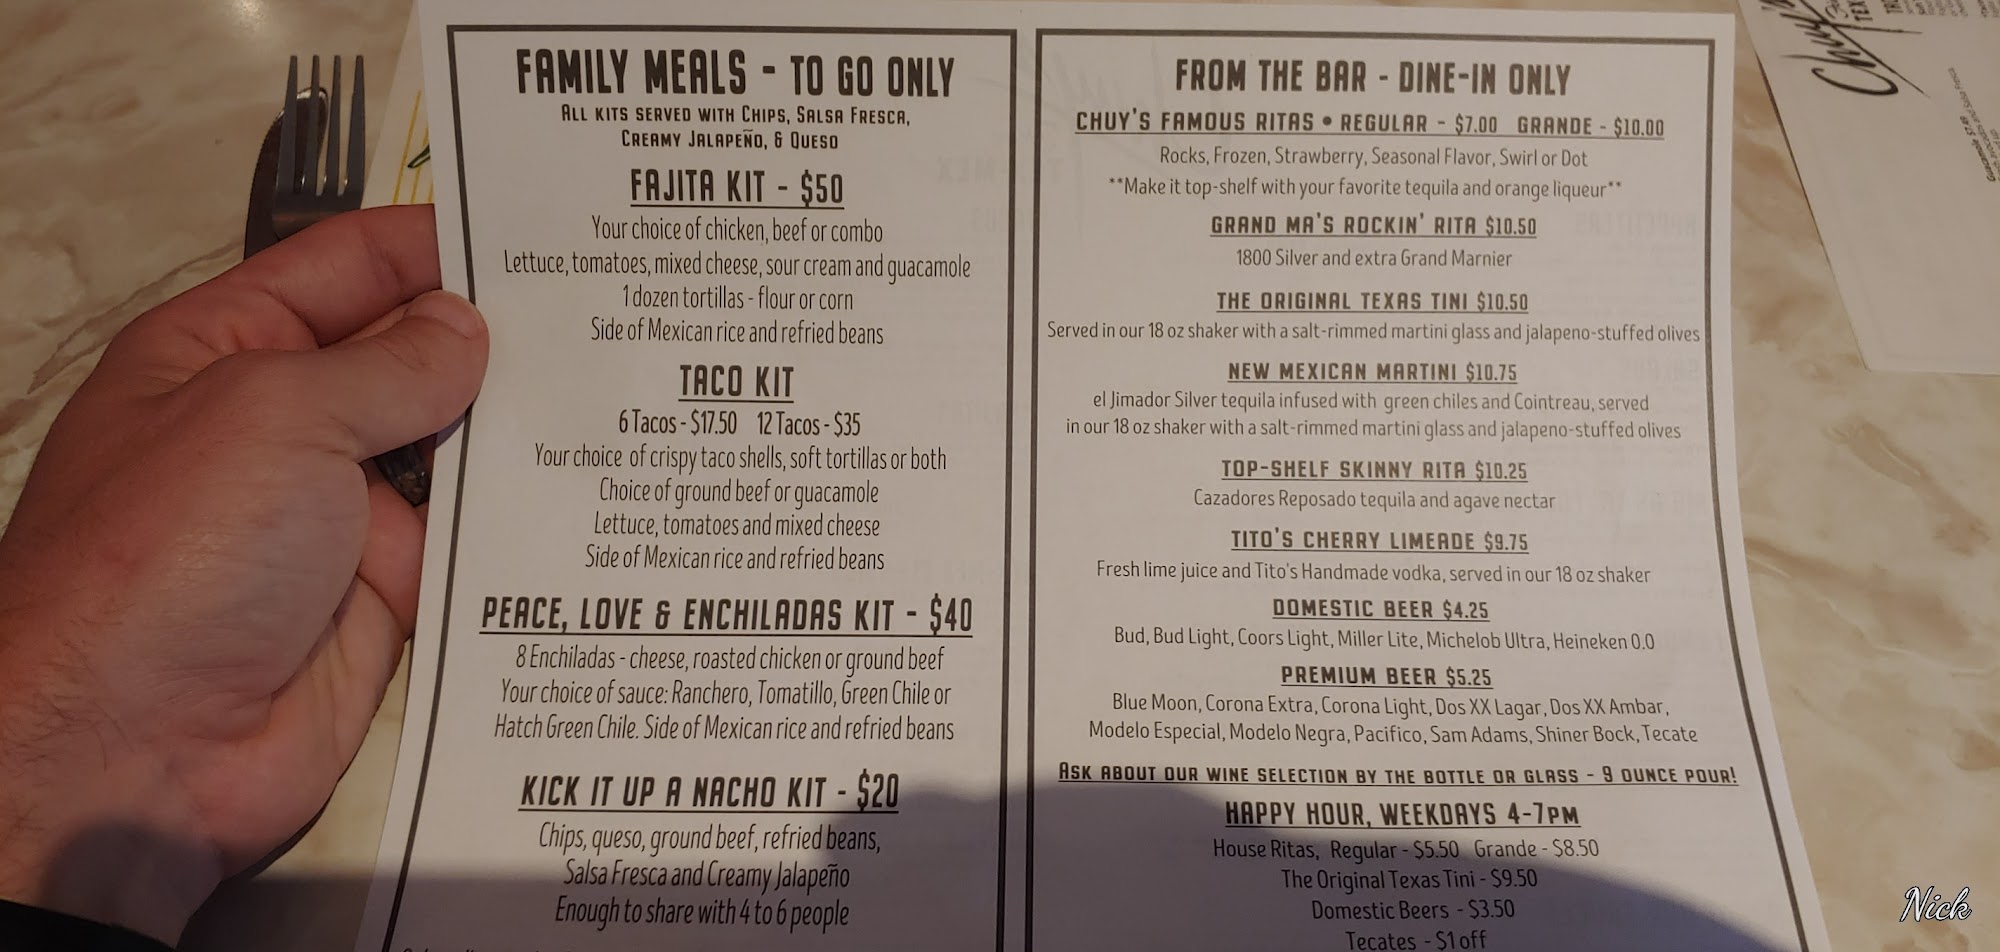 FAMILY MEALS - TO GO ONLY
ALL KITS SERVED WITH CHIPS, SALSA FRESCA,
CREAMY JALAPEÑO, & QUESO
FAJITA KIT - $50
Your choice of chicken, beef or combo
Lettuce, tomatoes, mixed cheese, sour cream and guacamole
1 dozen tortillas - flour or corn
Side of Mexican rice and refried beans
TACO KIT
6 Tacos - $17.50 12 Tacos - $35
Your choice of crispy taco shells, soft tortillas or both
Choice of ground beef or guacamole
Lettuce, tomatoes and mixed cheese
Side of Mexican rice and refried beans
PEACE, LOVE & ENCHILADAS KIT - $40
8 Enchiladas - cheese, roasted chicken or ground beef
Your choice of sauce: Ranchero, Tomatillo, Green Chile or
Hatch Green Chile. Side of Mexican rice and refried beans
KICK IT UP A NACHO KIT - $20
Chips, queso, ground beef, refried beans,
Salsa Fresca and Creamy Jalapeño
Enough to share with 4 to 6 people
FROM THE BAR - DINE-IN ONLY
CHUY'S FAMOUS RITAS • REGULAR - $7.00 GRANDE - $10.00
Rocks, Frozen, Strawberry, Seasonal Flavor, Swirl or Dot
**Make it top-shelf with your favorite tequila and orange liqueur**
GRAND MA'S ROCKIN' RITA $10.50
1800 Silver and extra Grand Marnier
THE ORIGINAL TEXAS TINI $10.50
Served in our 18 oz shaker with a salt-rimmed martini glass and jalapeno-stuffed olives
NEW MEXICAN MARTINI $10.75
el Jimador Silver tequila infused with green chiles and Cointreau, served
in our 18 oz shaker with a salt-rimmed martini glass and jalapeno-stuffed olives
TOP-SHELF SKINNY RITA $10.25
Cazadores Reposado tequila and agave nectar
TITO'S CHERRY LIMEADE $9.75
Fresh lime juice and Tito's Handmade vodka, served in our 18 oz shaker
DOMESTIC BEER $4.25
Bud, Bud Light, Coors Light, Miller Lite, Michelob Ultra, Heineken 0.0
PREMIUM BEER $5.25
Blue Moon, Corona Extra, Corona Light, Dos XX Lagar, Dos XX Ambar,
Modelo Especial, Modelo Negra, Pacifico, Sam Adams, Shiner Bock, Tecate
ASK ABOUT OUR WINE SELECTION BY THE BOTTLE OR GLASS - 9 OUNCE POUR!
HAPPY HOUR, WEEKDAYS 4-7PM
House Ritas, Regular - $5.50 Grande - $8.50
The Original Texas Tini - $9.50
Domestic Beers - $3.50
Tecates - $1 off
Chuy's
TEX
Guacamole $7.49
Nick